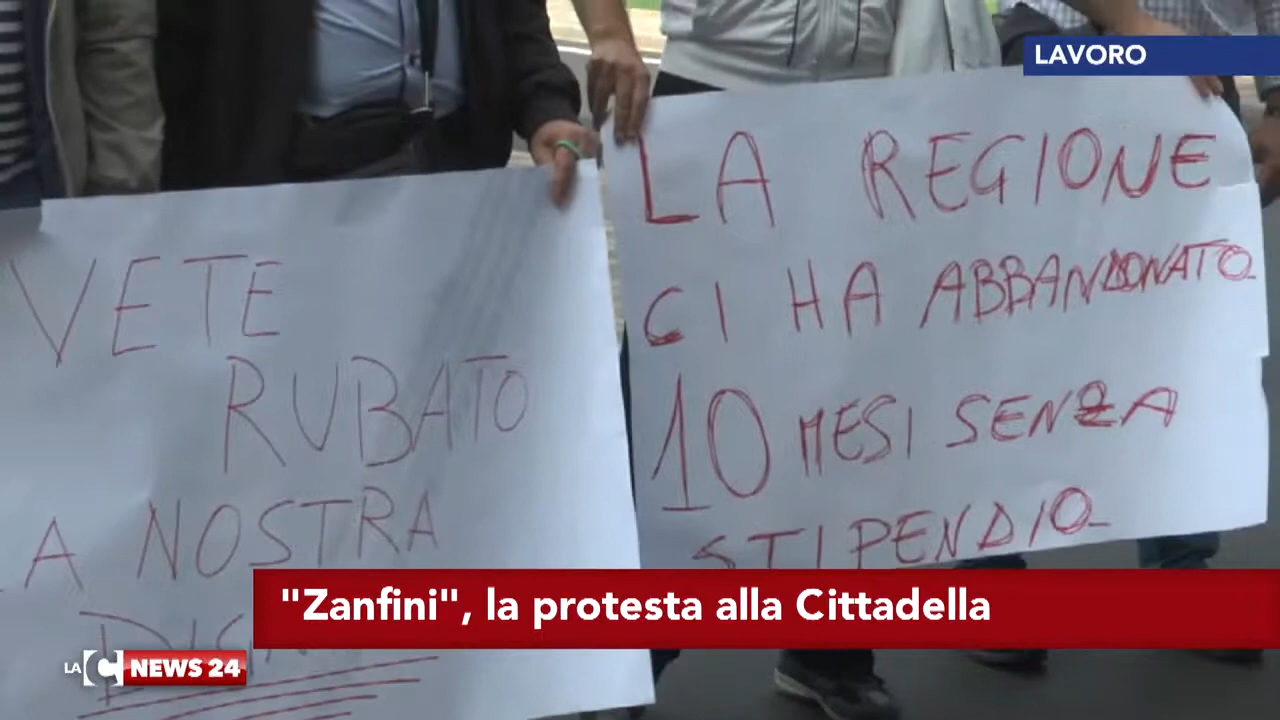 LAVORO
VETE
RUBATO
A NOSTRA
LA REGIONE
CI HA ABBANDONATO
10 MESI SENZA
STIPENDIO
"Zanfini", la protesta alla Cittadella
LAC NEWS 24